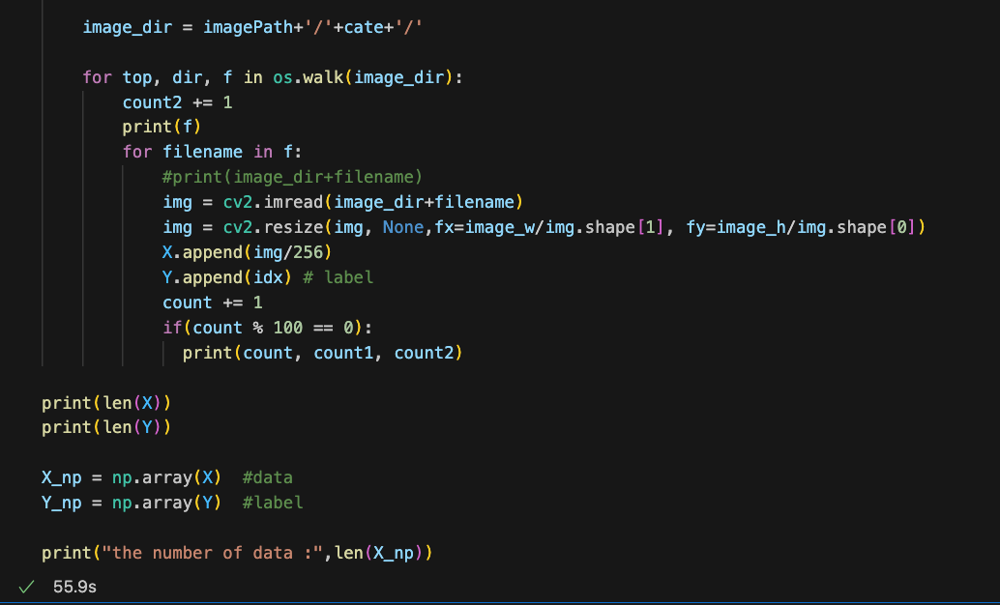 image_dir = imagePath+'/'+cate+'/'
for top, dir, f in os.walk(image_dir):
count2 += 1
print(f)
for filename in f:
#print(image_dir+filename)
img = cv2.imread(image_dir+filename)
img = cv2.resize(img, None,fx=image_w/img.shape[1], fy=image_h/img.shape[0])
X.append(img/256)
Y.append(idx) # label
count += 1
if(count % 100 == 0):
print(count, count1, count2)
print(len(X))
print(len(Y))
X_np = np.array(X)  #data
Y_np = np.array(Y)  #label
print("the number of data :",len(X_np))
55.9s